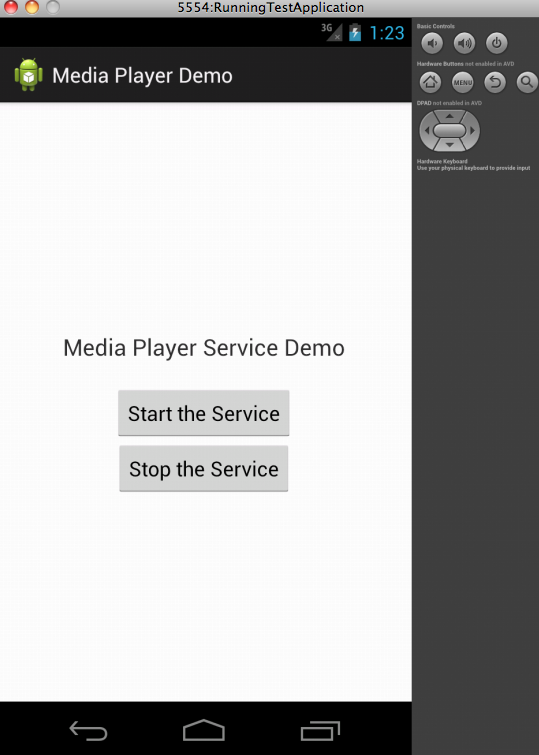 5554:RunningTestApplication
3G
1:23
Media Player Demo
Media Player Service Demo
Start the Service
Stop the Service
Basic Controls
Hardware Buttons not enabled in AVD
MENU
DPAD not enabled in AVD
Hardware Keyboard
Use your physical keyboard to provide input